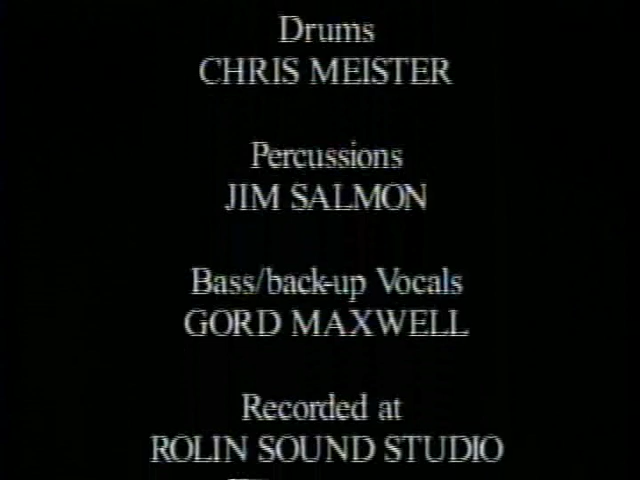 Drums
CHRIS MEISTER
Percussions
JIM SALMON
Bass/back-up Vocals
GORD MAXWELL
Recorded at
ROLIN SOUND STUDIO